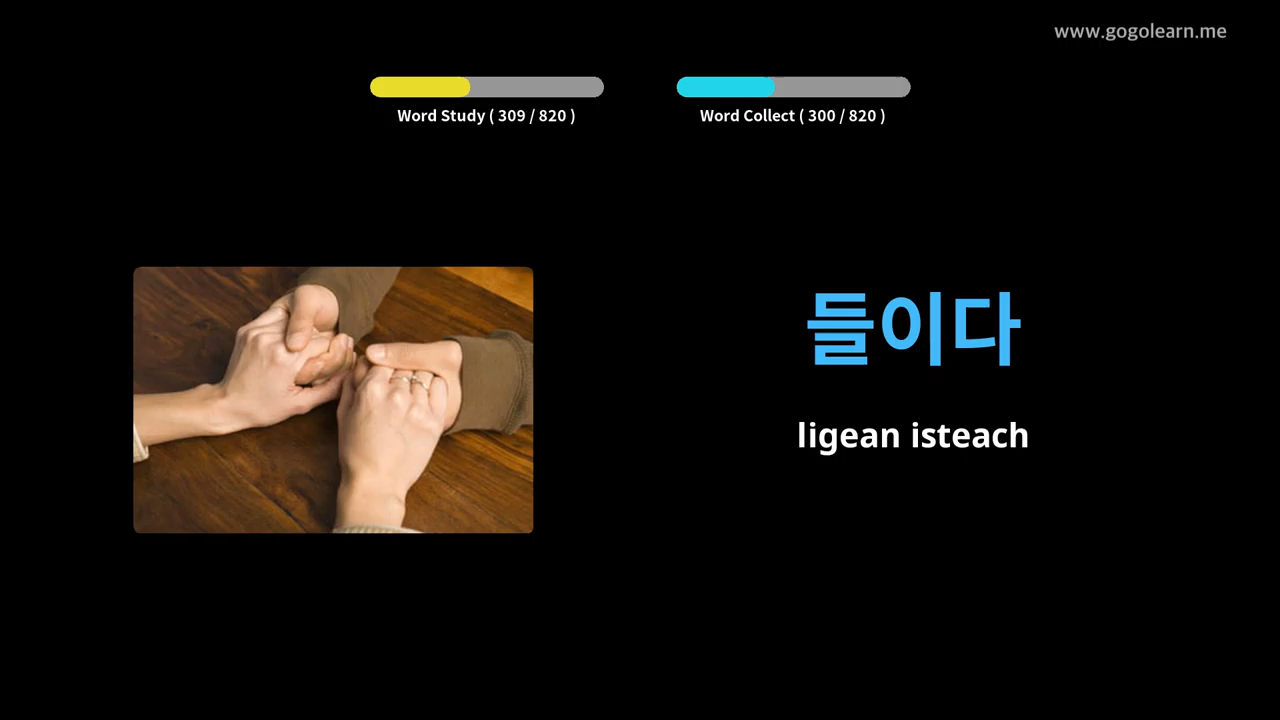 www.gogolearn.me
Word Study ( 309 / 820 )
Word Collect ( 300 / 820 )
들이다
ligean isteach